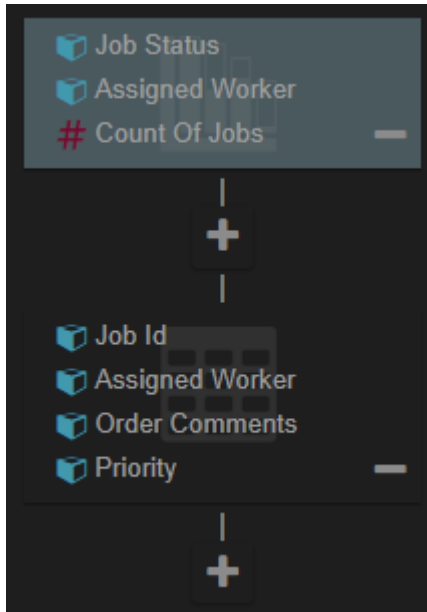 Job Status
Assigned Worker
# Count Of Jobs
Job Id
Assigned Worker
Order Comments
Priority